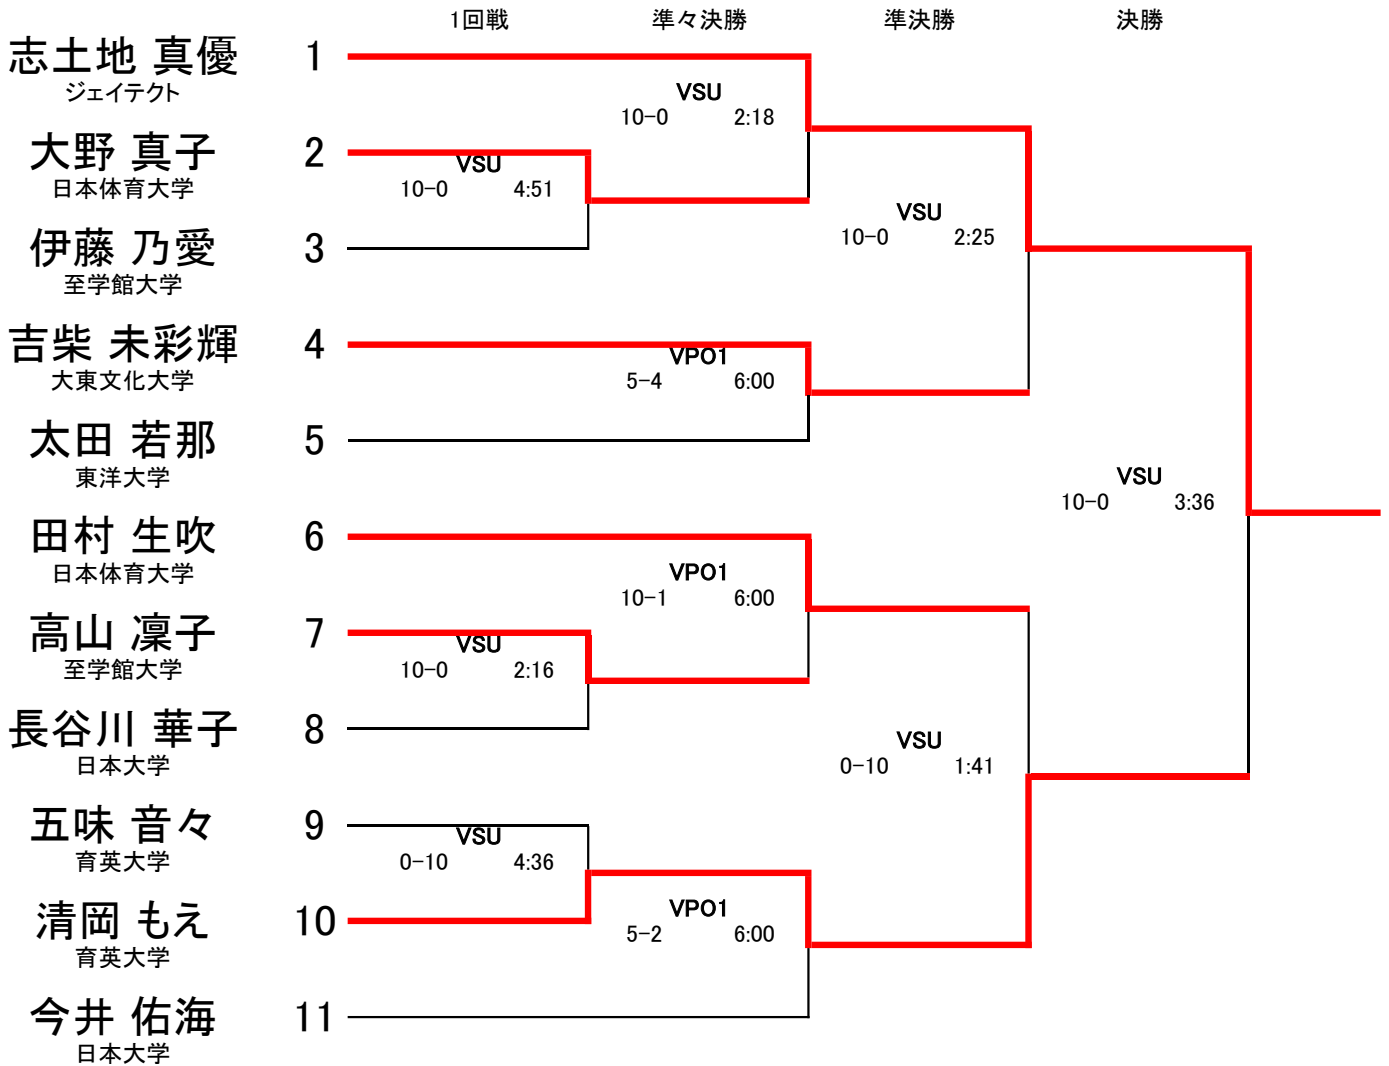 1回戦 準々決勝 準決勝 決勝
志土地 真優 1
ジェイテクト
VSU
10-0 2:18
大野 真子 2
日本体育大学
VSU
10-0 4:51
伊藤 乃愛 3
至学館大学
VSU
10-0 2:25
吉柴 未彩輝 4
大東文化大学
VPO1
5-4 6:00
太田 若那 5
東洋大学
VSU
10-0 3:36
田村 生吹 6
日本体育大学
VPO1
10-1 6:00
高山 凜子 7
至学館大学
VSU
10-0 2:16
長谷川 華子 8
日本大学
VSU
0-10 1:41
五味 音々 9
育英大学
VSU
0-10 4:36
清岡 もえ 10
育英大学
VPO1
5-2 6:00
今井 佑海 11
日本大学